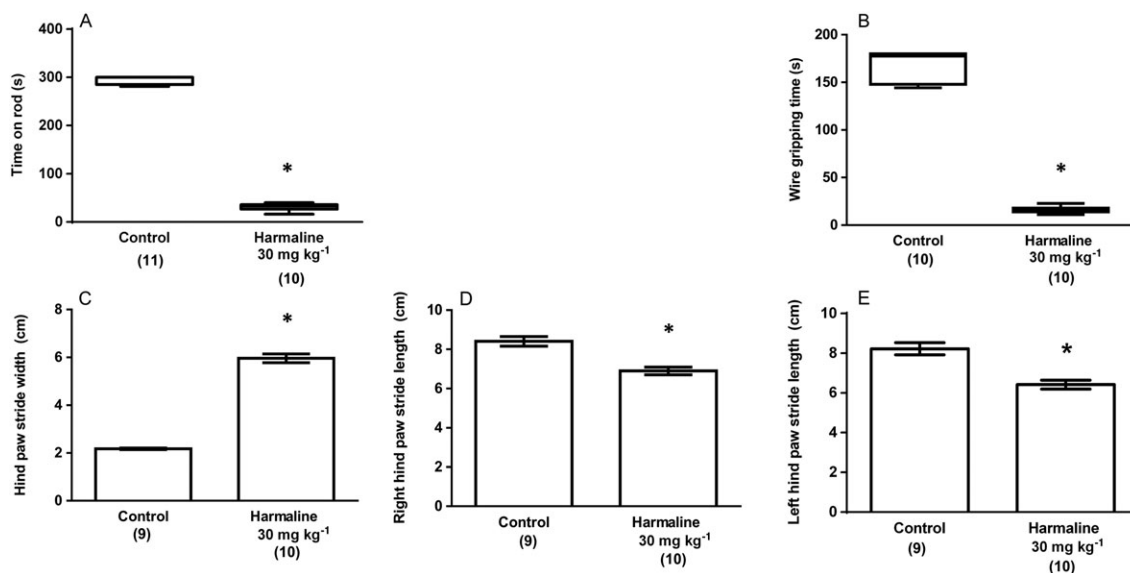 A
Time on rod (s)
400
300
200
100
0
*
Control
(11)
Harmaline
30 mg kg-1
(10)
B
Wire gripping time (s)
200
150
100
50
0
*
Control
(10)
Harmaline
30 mg kg-1
(10)
C
Hind paw stride width (cm)
8
6
4
2
0
*
Control
(9)
Harmaline
30 mg kg-1
(10)
D
Right hind paw stride length (cm)
10
8
6
4
2
0
*
Control
(9)
Harmaline
30 mg kg-1
(10)
E
Left hind paw stride length (cm)
10
8
6
4
2
0
*
Control
(9)
Harmaline
30 mg kg-1
(10)